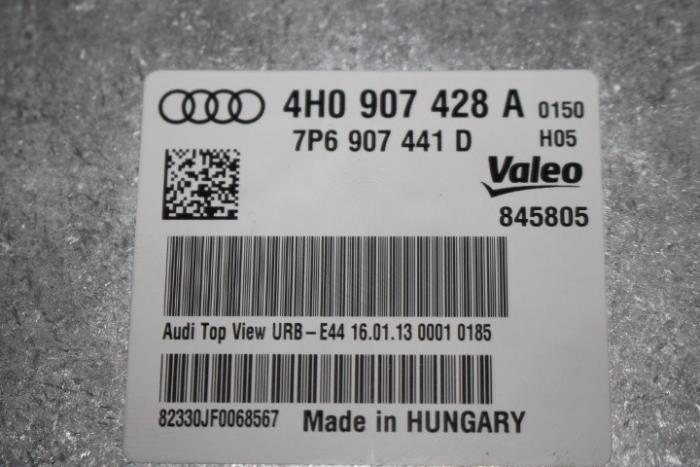 4H0 907 428 A 0150
7P6 907 441 D H05
Valeo
845805
Audi Top View URB-E44 16.01.13 0001 0185
82330JF0068567 Made in HUNGARY